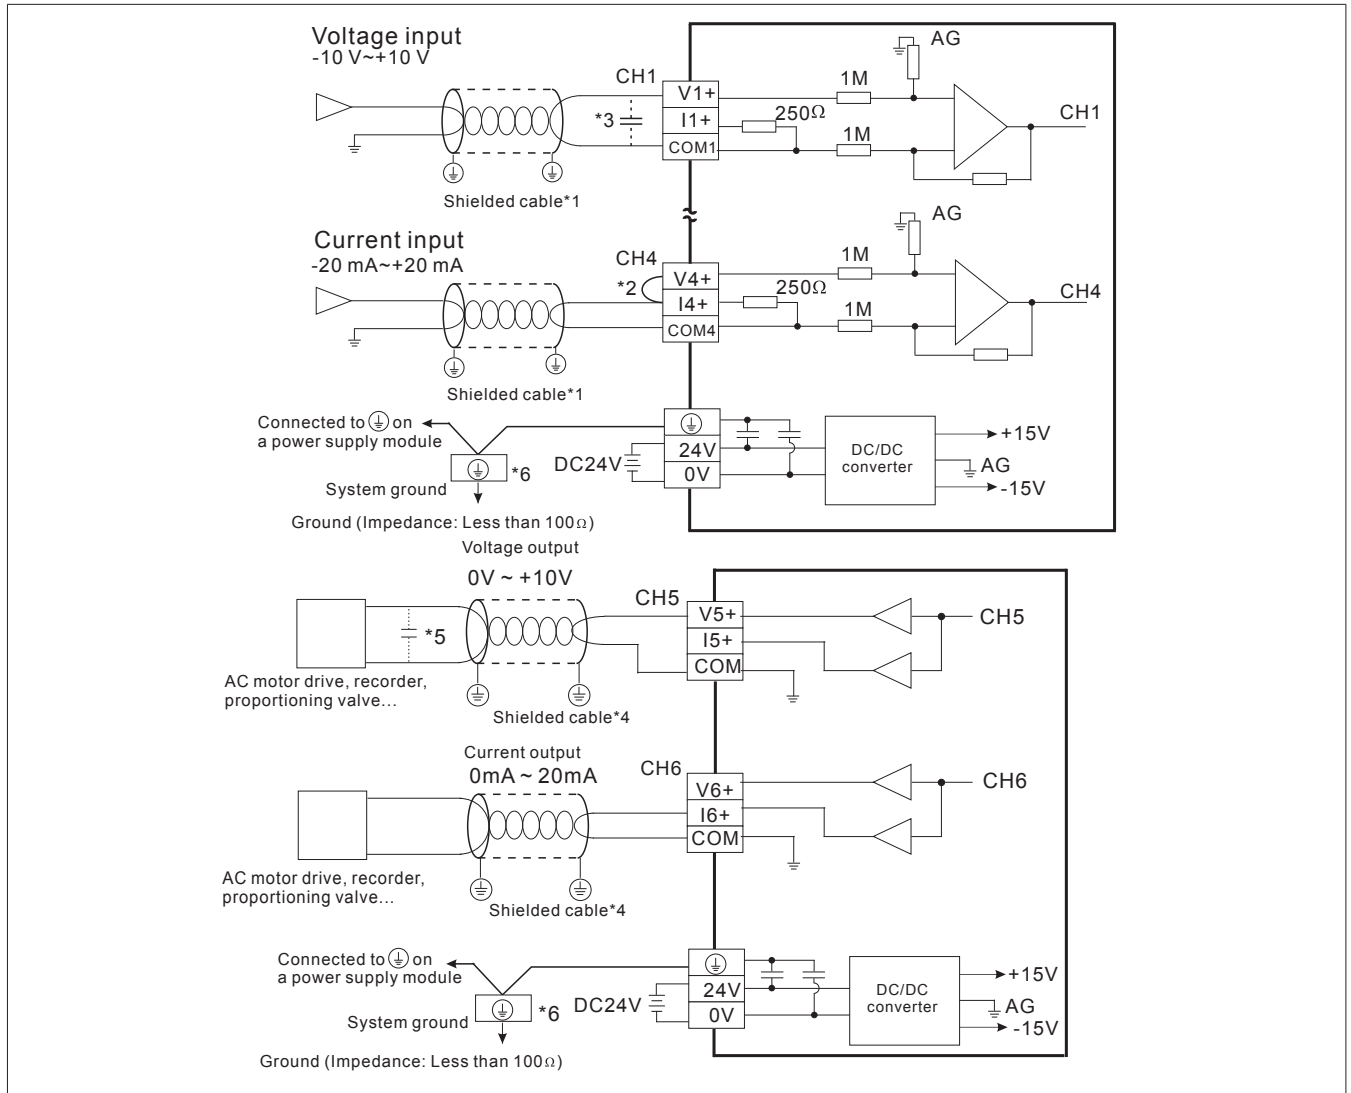 Voltage input
-10 V~+10 V
CH1
V1+
I1+
COM1
*3
250Ω
1M
1M
AG
CH1
Shielded cable*1
Current input
-20 mA~+20 mA
CH4
*2
V4+
I4+
COM4
250Ω
1M
1M
AG
CH4
Shielded cable*1
Connected to ⏚ on
a power supply module
*6
System ground
Ground (Impedance: Less than 100Ω)
DC24V
24V
0V
DC/DC
converter
+15V
AG
-15V
Voltage output
0V ~ +10V
CH5
V5+
I5+
COM
*5
CH5
AC motor drive, recorder,
proportioning valve...
Shielded cable*4
Current output
0mA ~ 20mA
CH6
V6+
I6+
COM
CH6
AC motor drive, recorder,
proportioning valve...
Shielded cable*4
Connected to ⏚ on
a power supply module
*6
System ground
Ground (Impedance: Less than 100Ω)
DC24V
24V
0V
DC/DC
converter
+15V
AG
-15V